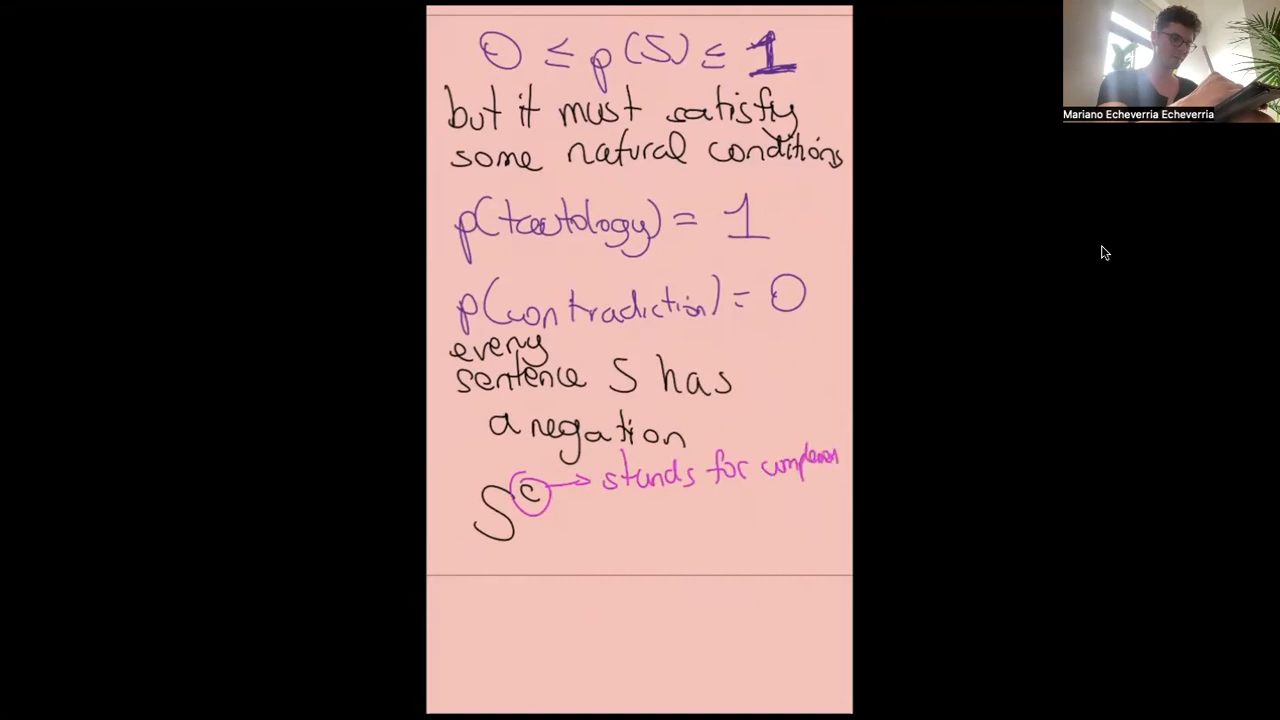 0 ≤ p(S) ≤ 1
but it must satisfy
some natural conditions
p(tautology) = 1
p(contradiction) = 0
every
sentence S has
a negation
S^c → stands for complement
Mariano Echeverria Echeverria